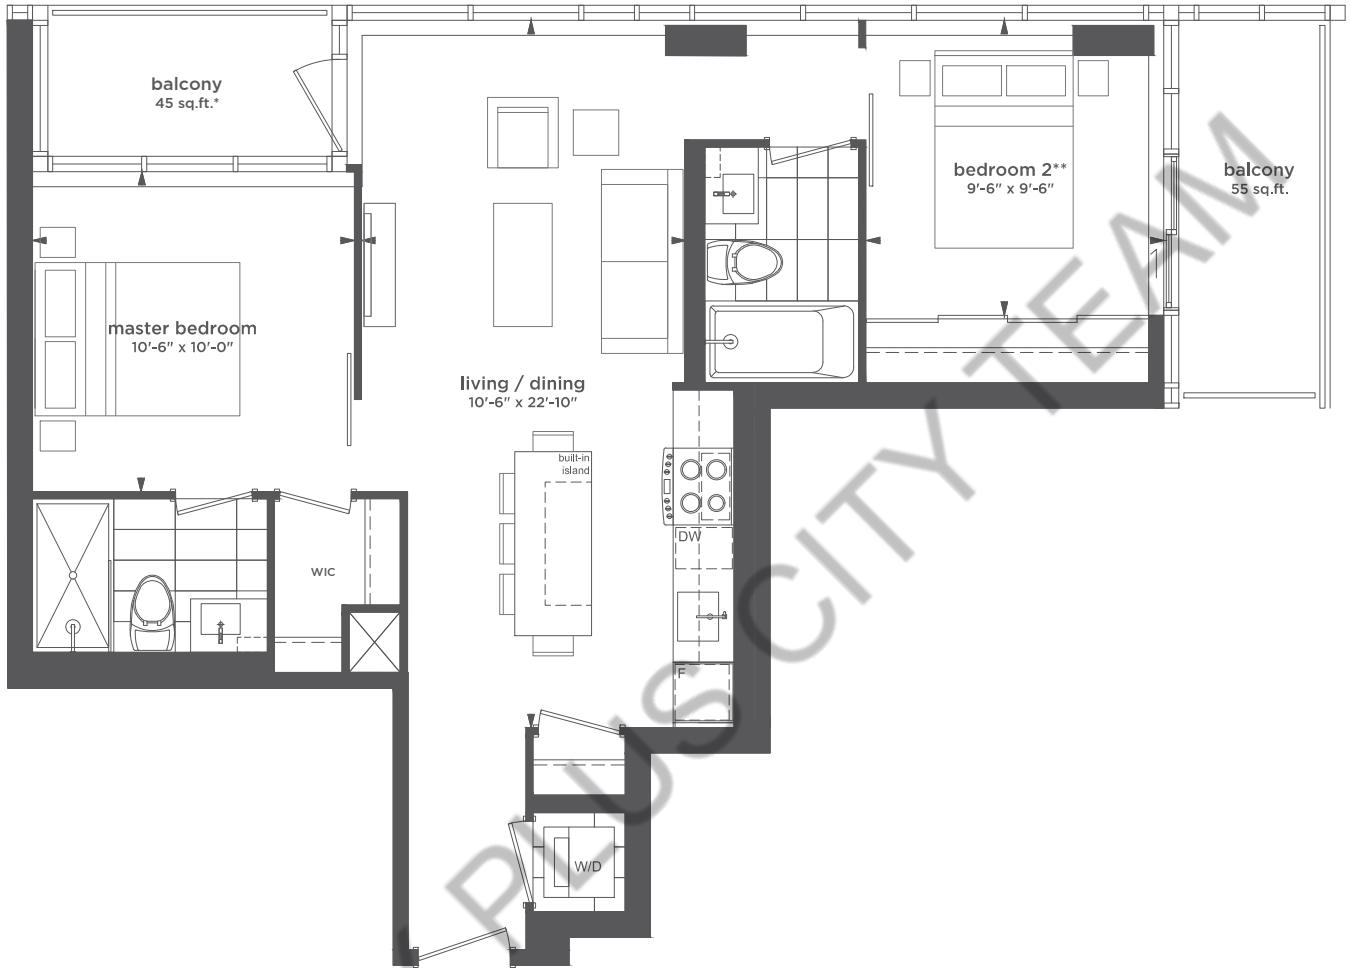 balcony
45 sq.ft.*
bedroom 2**
9'-6" x 9'-6"
balcony
55 sq.ft.
master bedroom
10'-6" x 10'-0"
living / dining
10'-6" x 22'-10"
built-in
island
DW
WIC
F
W/D
PLUS CITY TEAM